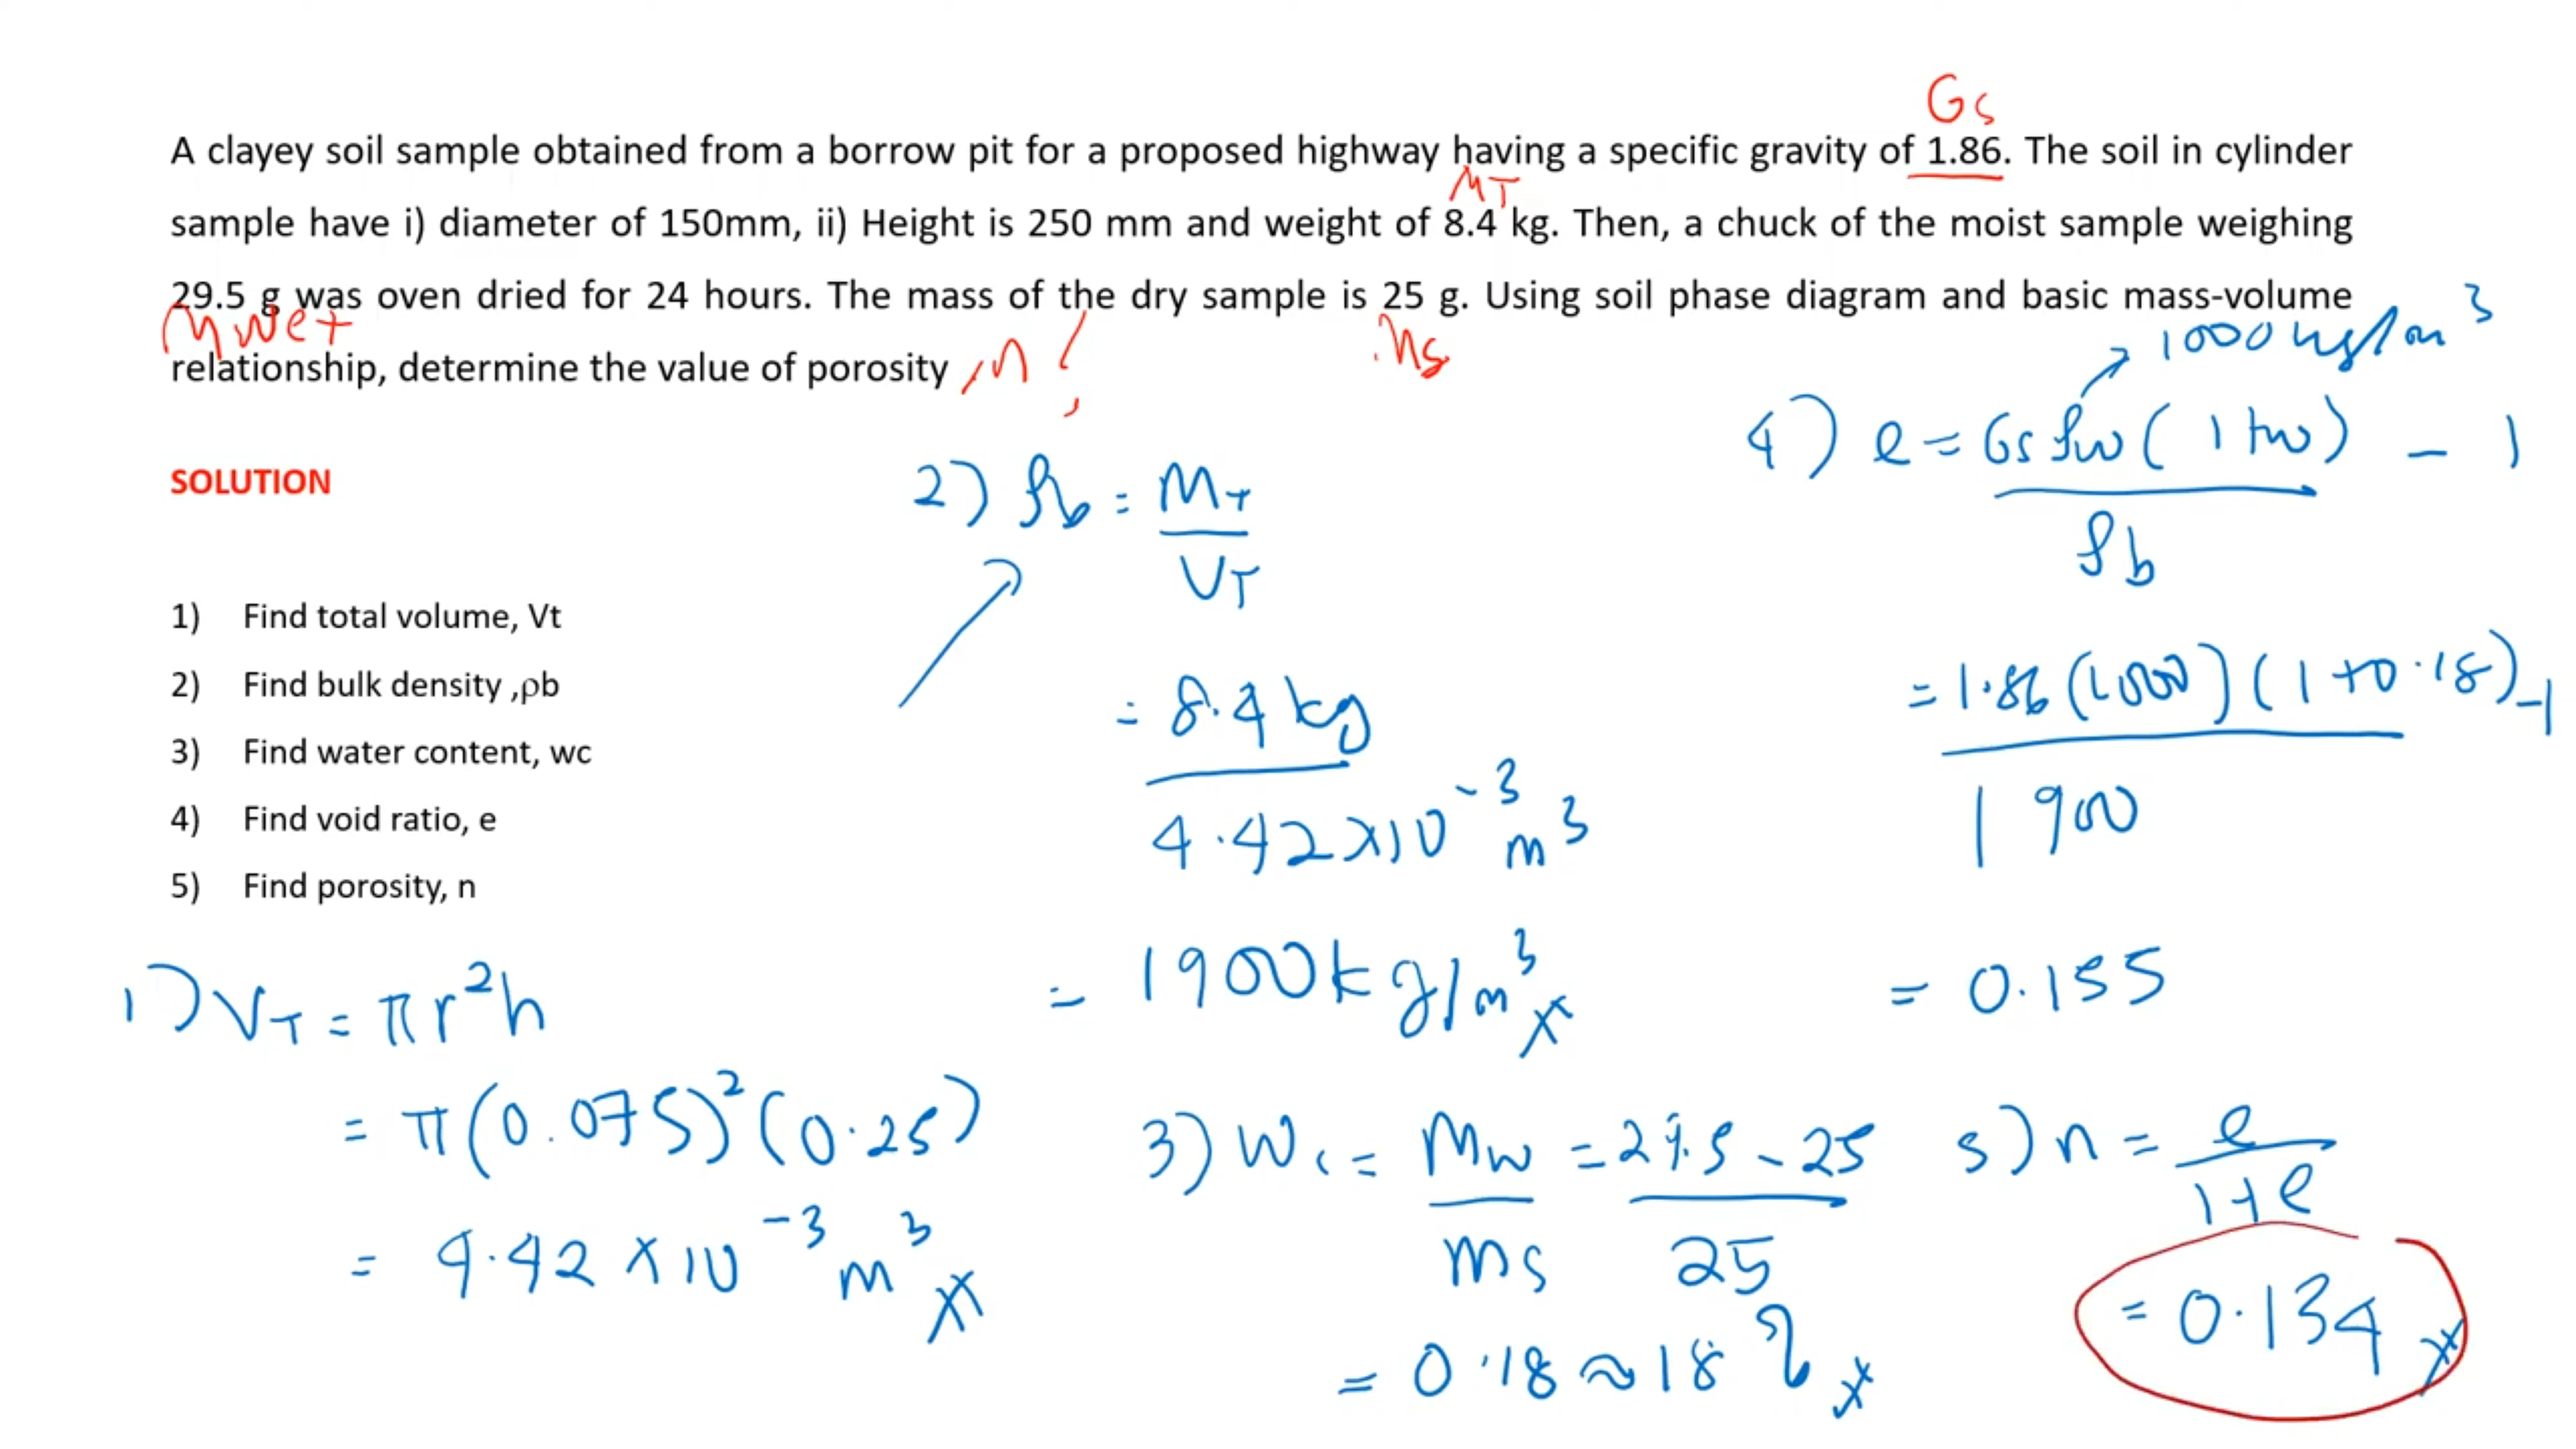 Gs
A clayey soil sample obtained from a borrow pit for a proposed highway having a specific gravity of 1.86. The soil in cylinder
MT
sample have i) diameter of 150mm, ii) Height is 250 mm and weight of 8.4 kg. Then, a chuck of the moist sample weighing
29.5 g was oven dried for 24 hours. The mass of the dry sample is 25 g. Using soil phase diagram and basic mass-volume
Mwet
Ms
relationship, determine the value of porosity , n ?
SOLUTION
1) Find total volume, Vt
2) Find bulk density ,ρb
3) Find water content, wc
4) Find void ratio, e
5) Find porosity, n
1) VT = πr²h
= π(0.075)²(0.25)
= 4.42 x 10⁻³ m³
2) ρb = MT / VT
= 8.4 kg / 4.42x10⁻³ m³
= 1900 kg/m³
3) Wc = Mw / Ms = 29.5 - 25 / 25
= 0.18 ≈ 18%
1000 kg/m³
4) e = Gs ρw (1+w) / ρb - 1
= 1.86 (1000) (1+0.18) / 1900 - 1
= 0.155
5) n = e / 1+e
= 0.134